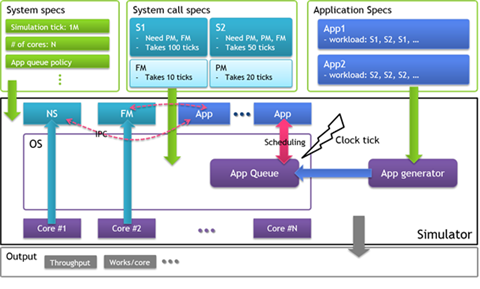 System specs
Simulation tick: 1M
# of cores: N
App queue policy
System call specs
S1
- Need PM, FM
- Takes 100 ticks
S2
- Need PM, FM
- Takes 50 ticks
FM
- Takes 10 ticks
PM
- Takes 20 ticks
Application Specs
App1
- workload: S1, S2, S1, ...
App2
- workload: S2, S2, S2, ...
NS
FM
App
App
IPC
OS
Scheduling
Clock tick
App Queue
App generator
Core #1
Core #2
Core #N
Simulator
Output
Throughput
Works/core